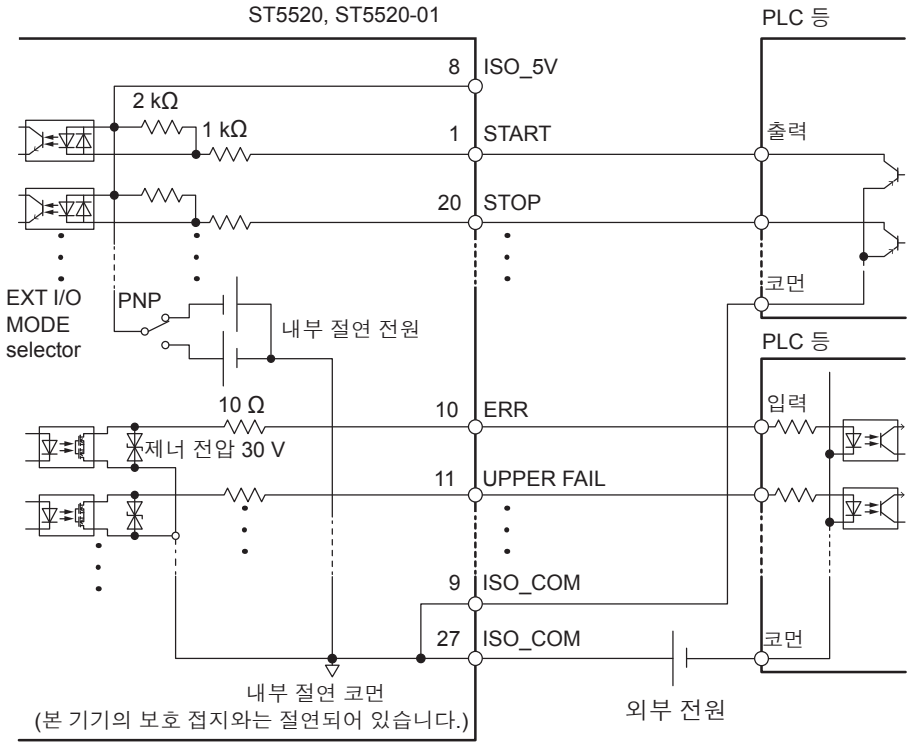 ST5520, ST5520-01
PLC 등
8 ISO_5V
2 kΩ
1 kΩ
1 START
출력
20 STOP
코먼
EXT I/O
MODE
selector
PNP
내부 절연 전원
PLC 등
10 Ω
10 ERR
입력
제너 전압 30 V
11 UPPER FAIL
9 ISO_COM
27 ISO_COM
코먼
내부 절연 코먼
(본 기기의 보호 접지와는 절연되어 있습니다.)
외부 전원